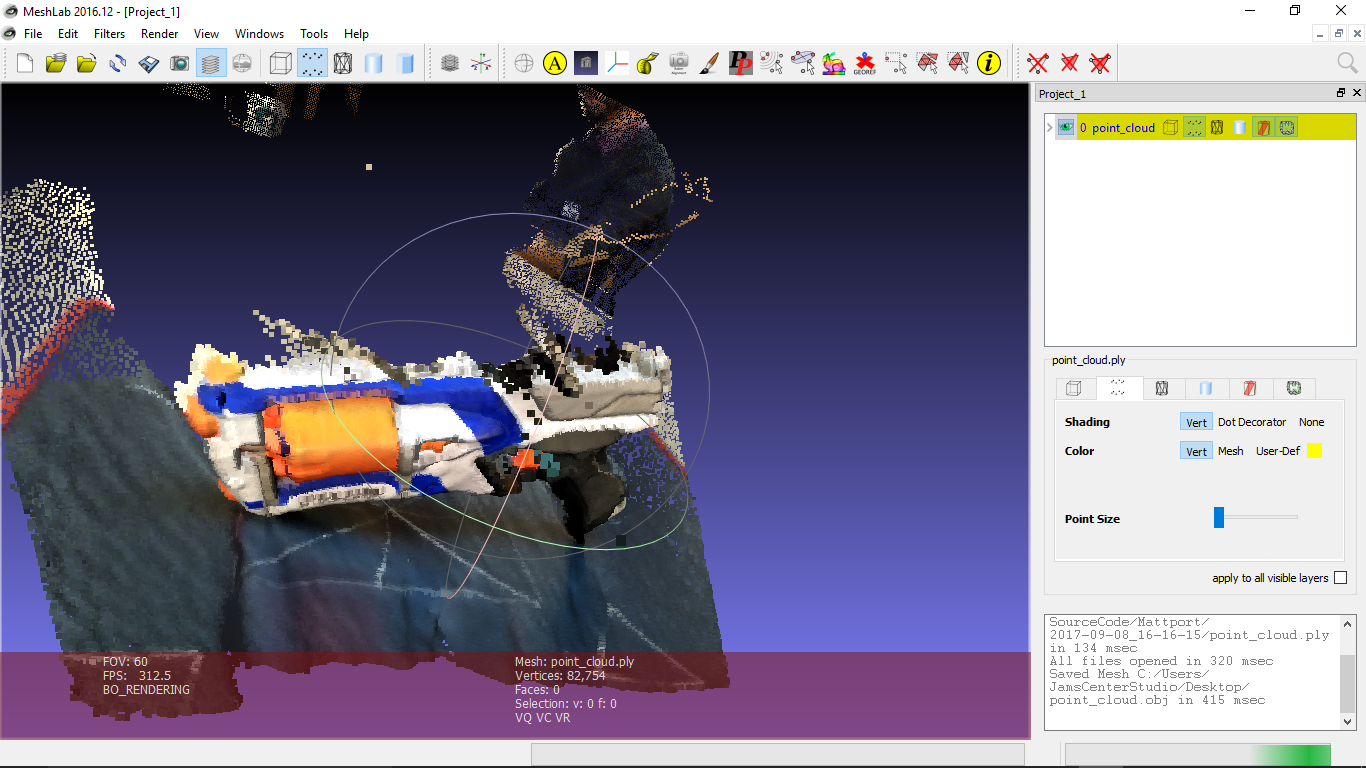 MeshLab 2016.12 - [Project_1]
File Edit Filters Render View Windows Tools Help
A
PP
GEOREF
i
Project_1
0 point_cloud
point_cloud.ply
Shading Vert Dot Decorator None
Color Vert Mesh User-Def
Point Size
apply to all visible layers
SourceCode/Mattport/
2017-09-08_16-16-15/point_cloud.ply
in 134 msec
All files opened in 320 msec
Saved Mesh C:/Users/
JamsCenterStudio/Desktop/
point_cloud.obj in 415 msec
FOV: 60
FPS: 312.5
BO_RENDERING
Mesh: point_cloud.ply
Vertices: 82,754
Faces: 0
Selection: v: 0 f: 0
VQ VC VR